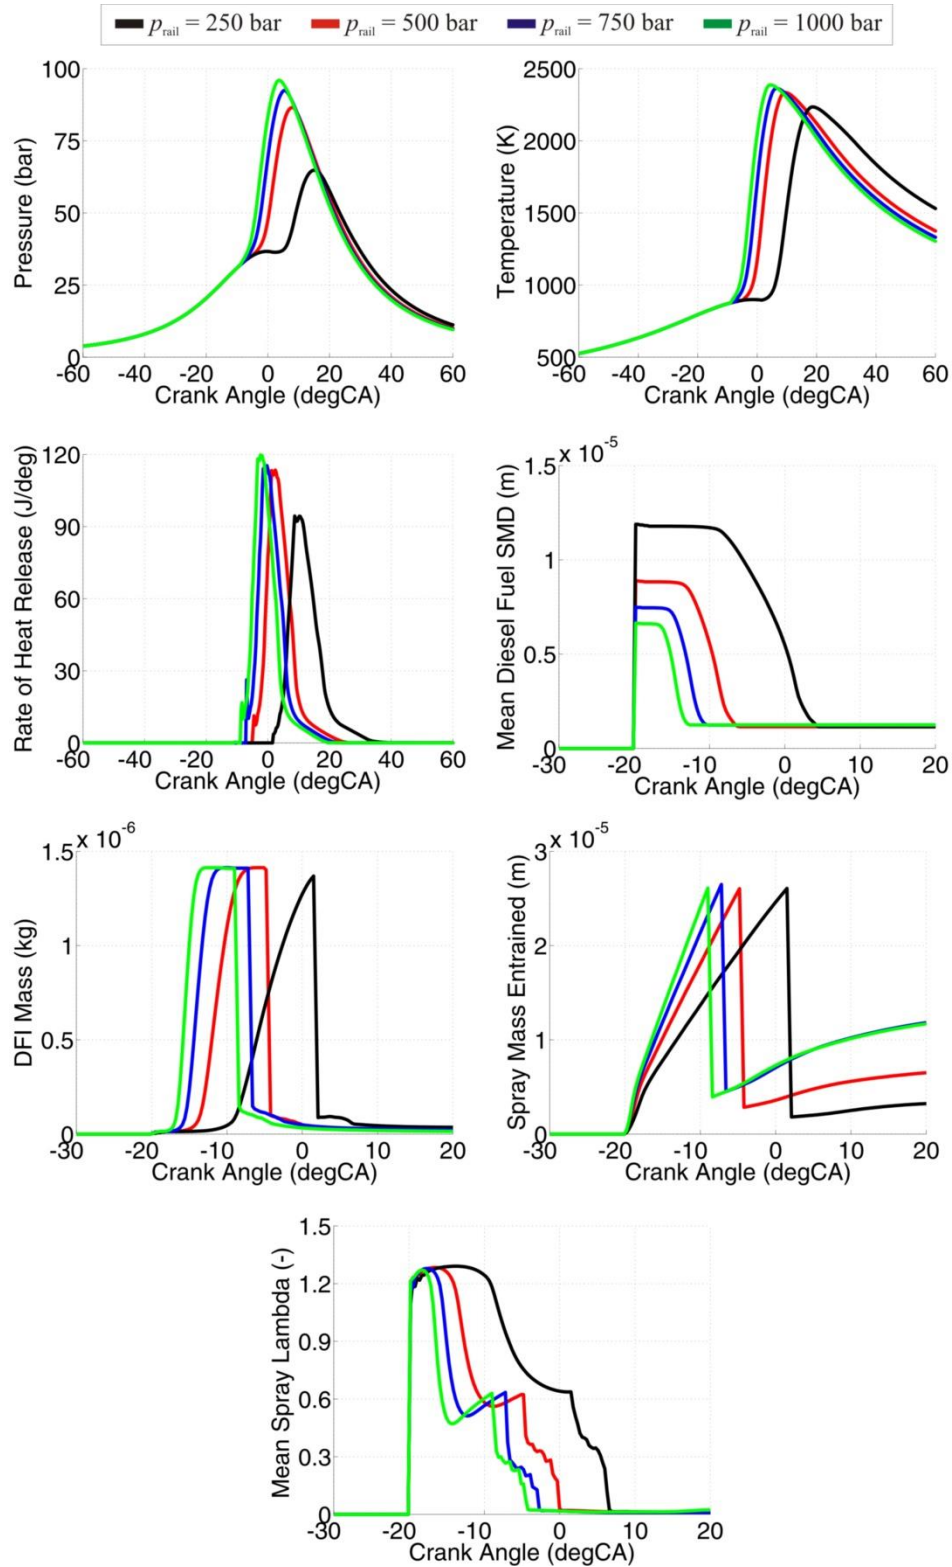 p_rail = 250 bar p_rail = 500 bar p_rail = 750 bar p_rail = 1000 bar
100
75
50
25
0
Pressure (bar)
-60 -40 -20 0 20 40 60
Crank Angle (degCA)
2500
2000
1500
1000
500
Temperature (K)
-60 -40 -20 0 20 40 60
Crank Angle (degCA)
120
90
60
30
0
Rate of Heat Release (J/deg)
-60 -40 -20 0 20 40 60
Crank Angle (degCA)
x 10^-5
1.5
1
0.5
0
Mean Diesel Fuel SMD (m)
-30 -20 -10 0 10 20
Crank Angle (degCA)
x 10^-6
1.5
1
0.5
0
DFI Mass (kg)
-30 -20 -10 0 10 20
Crank Angle (degCA)
x 10^-5
3
2
1
0
Spray Mass Entrained (m)
-30 -20 -10 0 10 20
Crank Angle (degCA)
1.5
1.2
0.9
0.6
0.3
0
Mean Spray Lambda (-)
-30 -20 -10 0 10 20
Crank Angle (degCA)